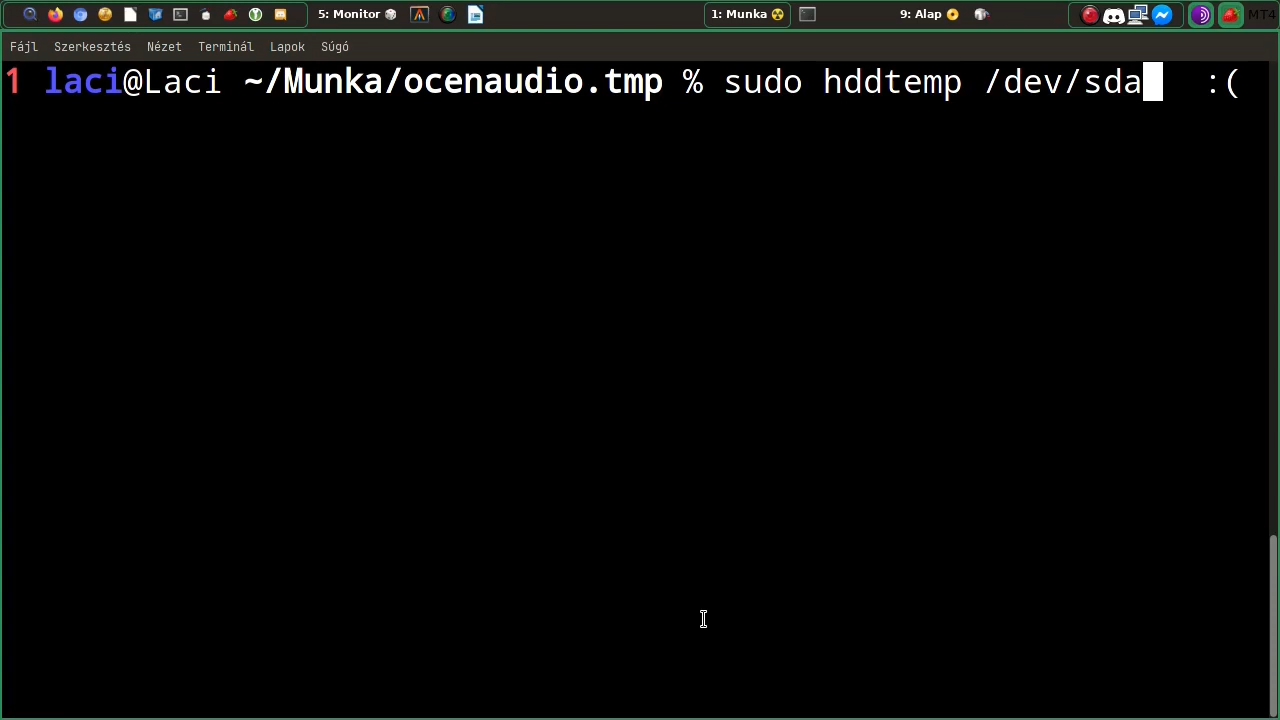 5: Monitor
1: Munka
9: Alap
MT4
Fájl Szerkesztés Nézet Terminál Lapok Súgó
1 laci@Laci ~/Munka/ocenaudio.tmp % sudo hddtemp /dev/sda :(